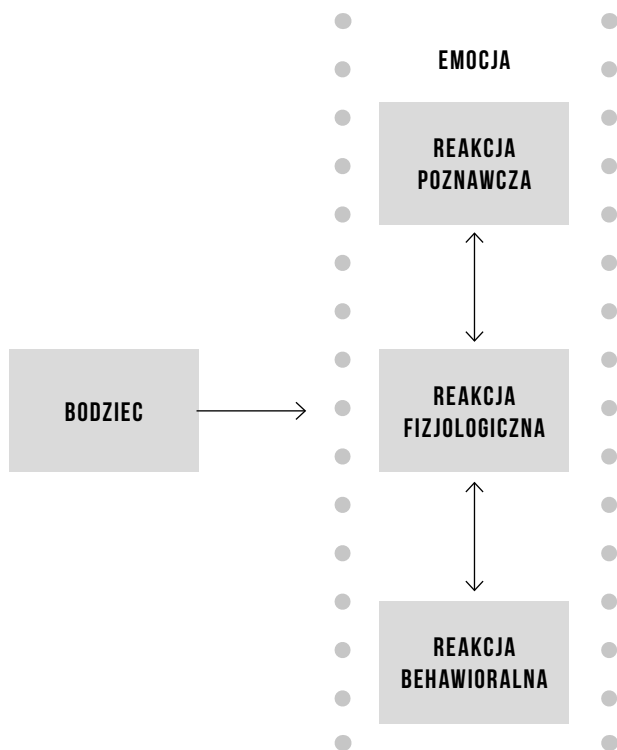 EMOCJA
REAKCJA
POZNAWCZA
BODZIEC
REAKCJA
FIZJOLOGICZNA
REAKCJA
BEHAWIORALNA